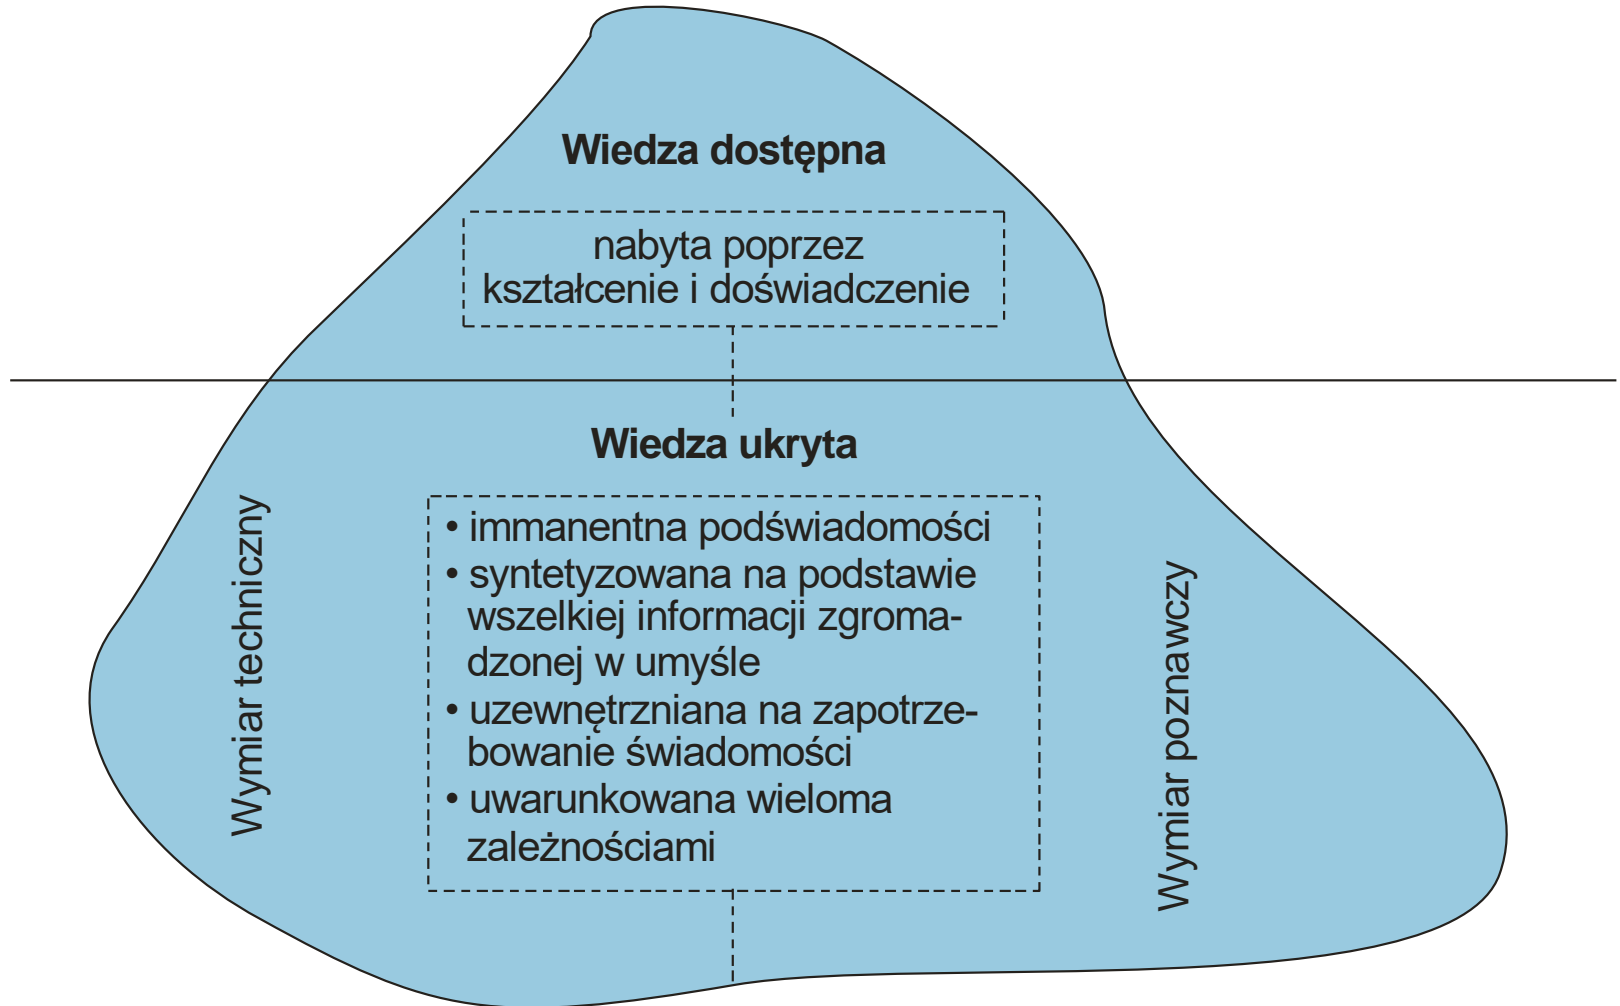 Wiedza dostępna
nabyta poprzez
kształcenie i doświadczenie
Wiedza ukryta
Wymiar techniczny
• immanentna podświadomości
• syntetyzowana na podstawie
wszelkiej informacji zgroma-
dzonej w umyśle
• uzewnętrzniana na zapotrze-
bowanie świadomości
• uwarunkowana wieloma
zależnościami
Wymiar poznawczy